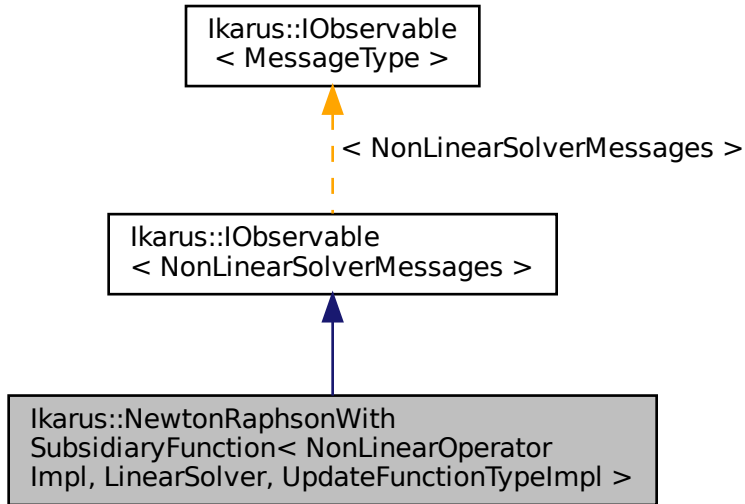 Ikarus::IObservable
< MessageType >
< NonLinearSolverMessages >
Ikarus::IObservable
< NonLinearSolverMessages >
Ikarus::NewtonRaphsonWith
SubsidiaryFunction< NonLinearOperator
Impl, LinearSolver, UpdateFunctionTypeImpl >